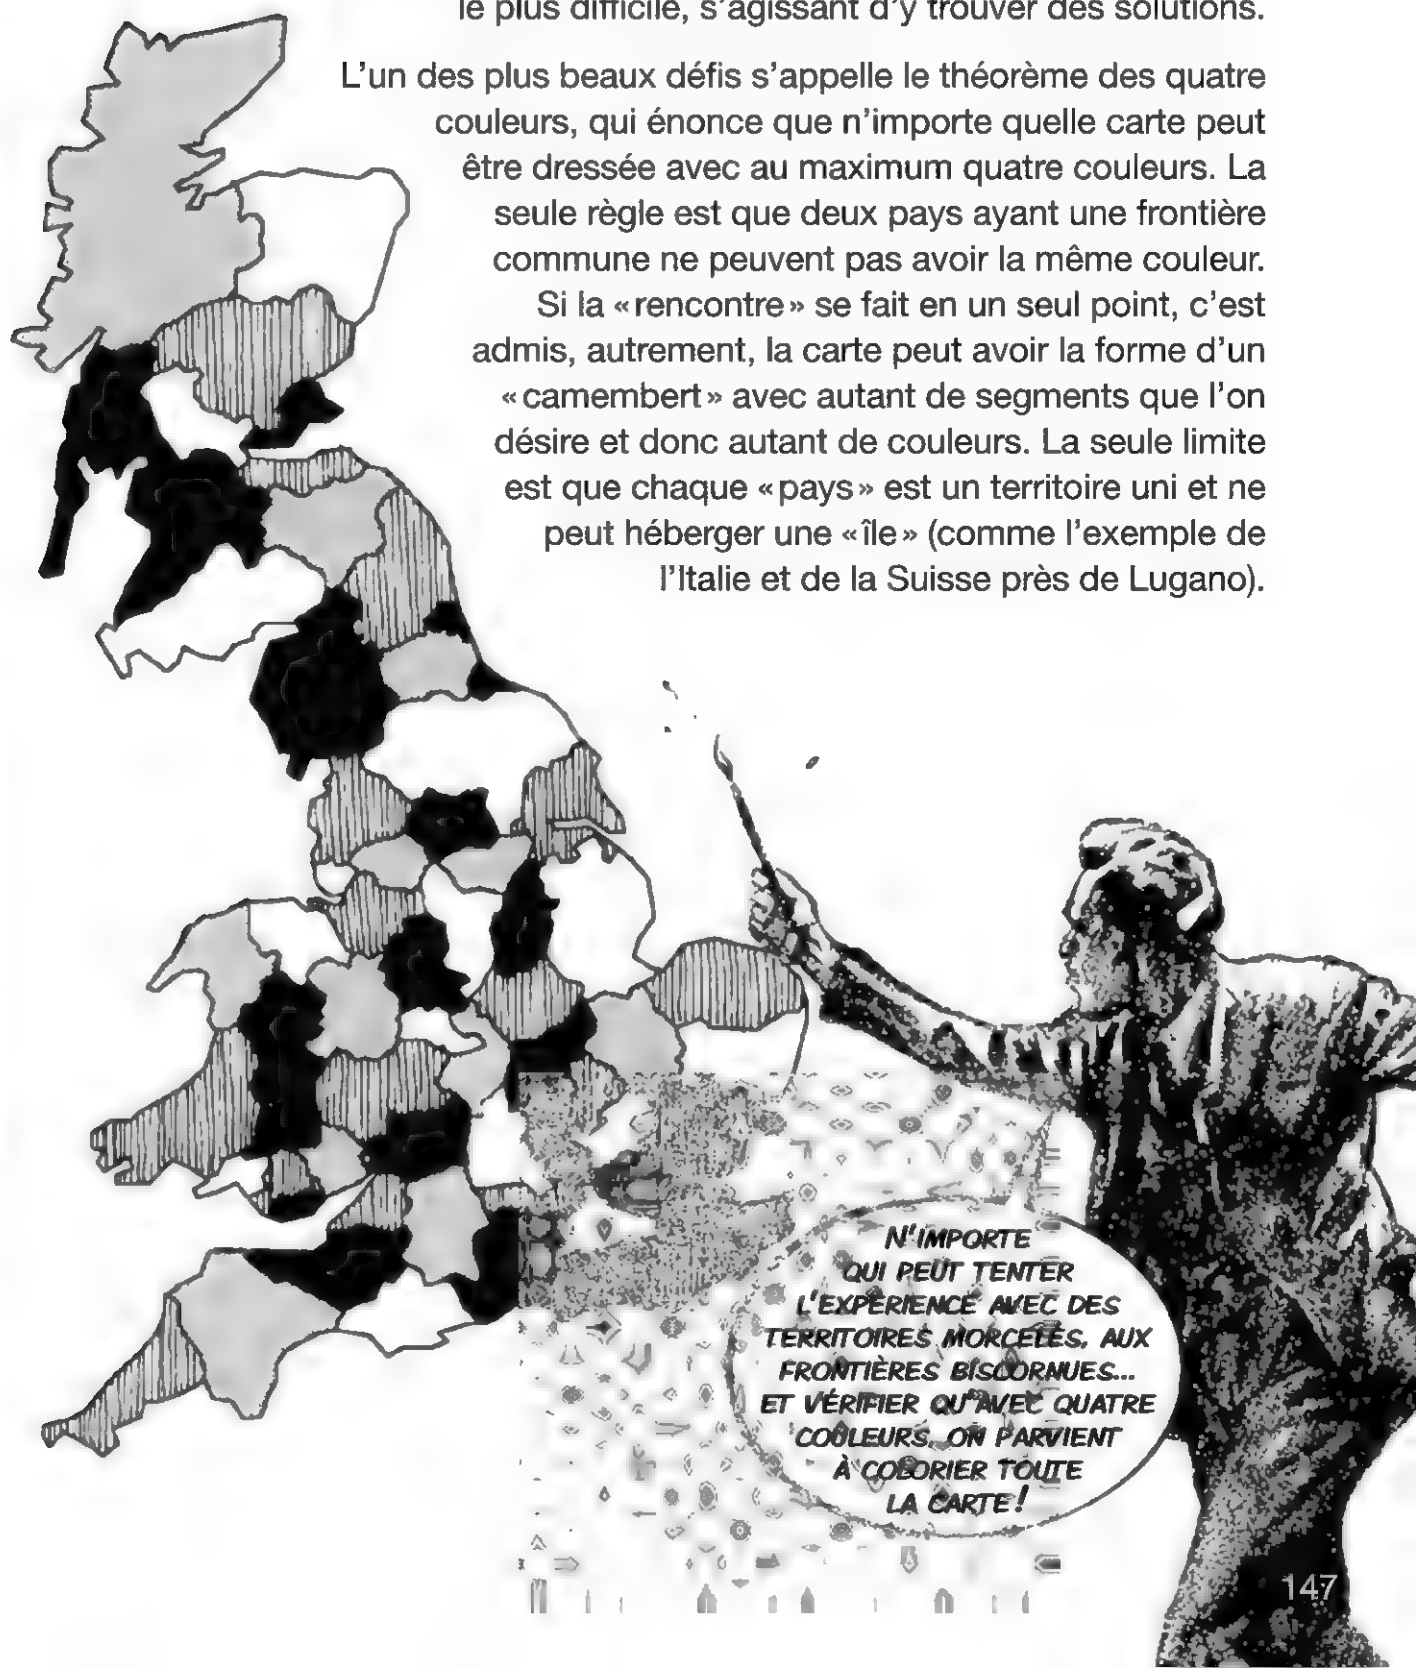 le plus difficile, s'agissant d'y trouver des solutions.
L'un des plus beaux défis s'appelle le théorème des quatre
couleurs, qui énonce que n'importe quelle carte peut
être dressée avec au maximum quatre couleurs. La
seule règle est que deux pays ayant une frontière
commune ne peuvent pas avoir la même couleur.
Si la «rencontre» se fait en un seul point, c'est
admis, autrement, la carte peut avoir la forme d'un
«camembert» avec autant de segments que l'on
désire et donc autant de couleurs. La seule limite
est que chaque «pays» est un territoire uni et ne
peut héberger une «île» (comme l'exemple de
l'Italie et de la Suisse près de Lugano).
N'IMPORTE
QUI PEUT TENTER
L'EXPÉRIENCE AVEC DES
TERRITOIRES MORCELÉS, AUX
FRONTIÈRES BISCORNUES...
ET VÉRIFIER QU'AVEC QUATRE
COULEURS, ON PARVIENT
À COLORIER TOUTE
LA CARTE!
147